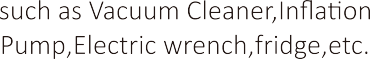 such as Vacuum Cleaner,Inflation
Pump,Electric wrench,fridge,etc.